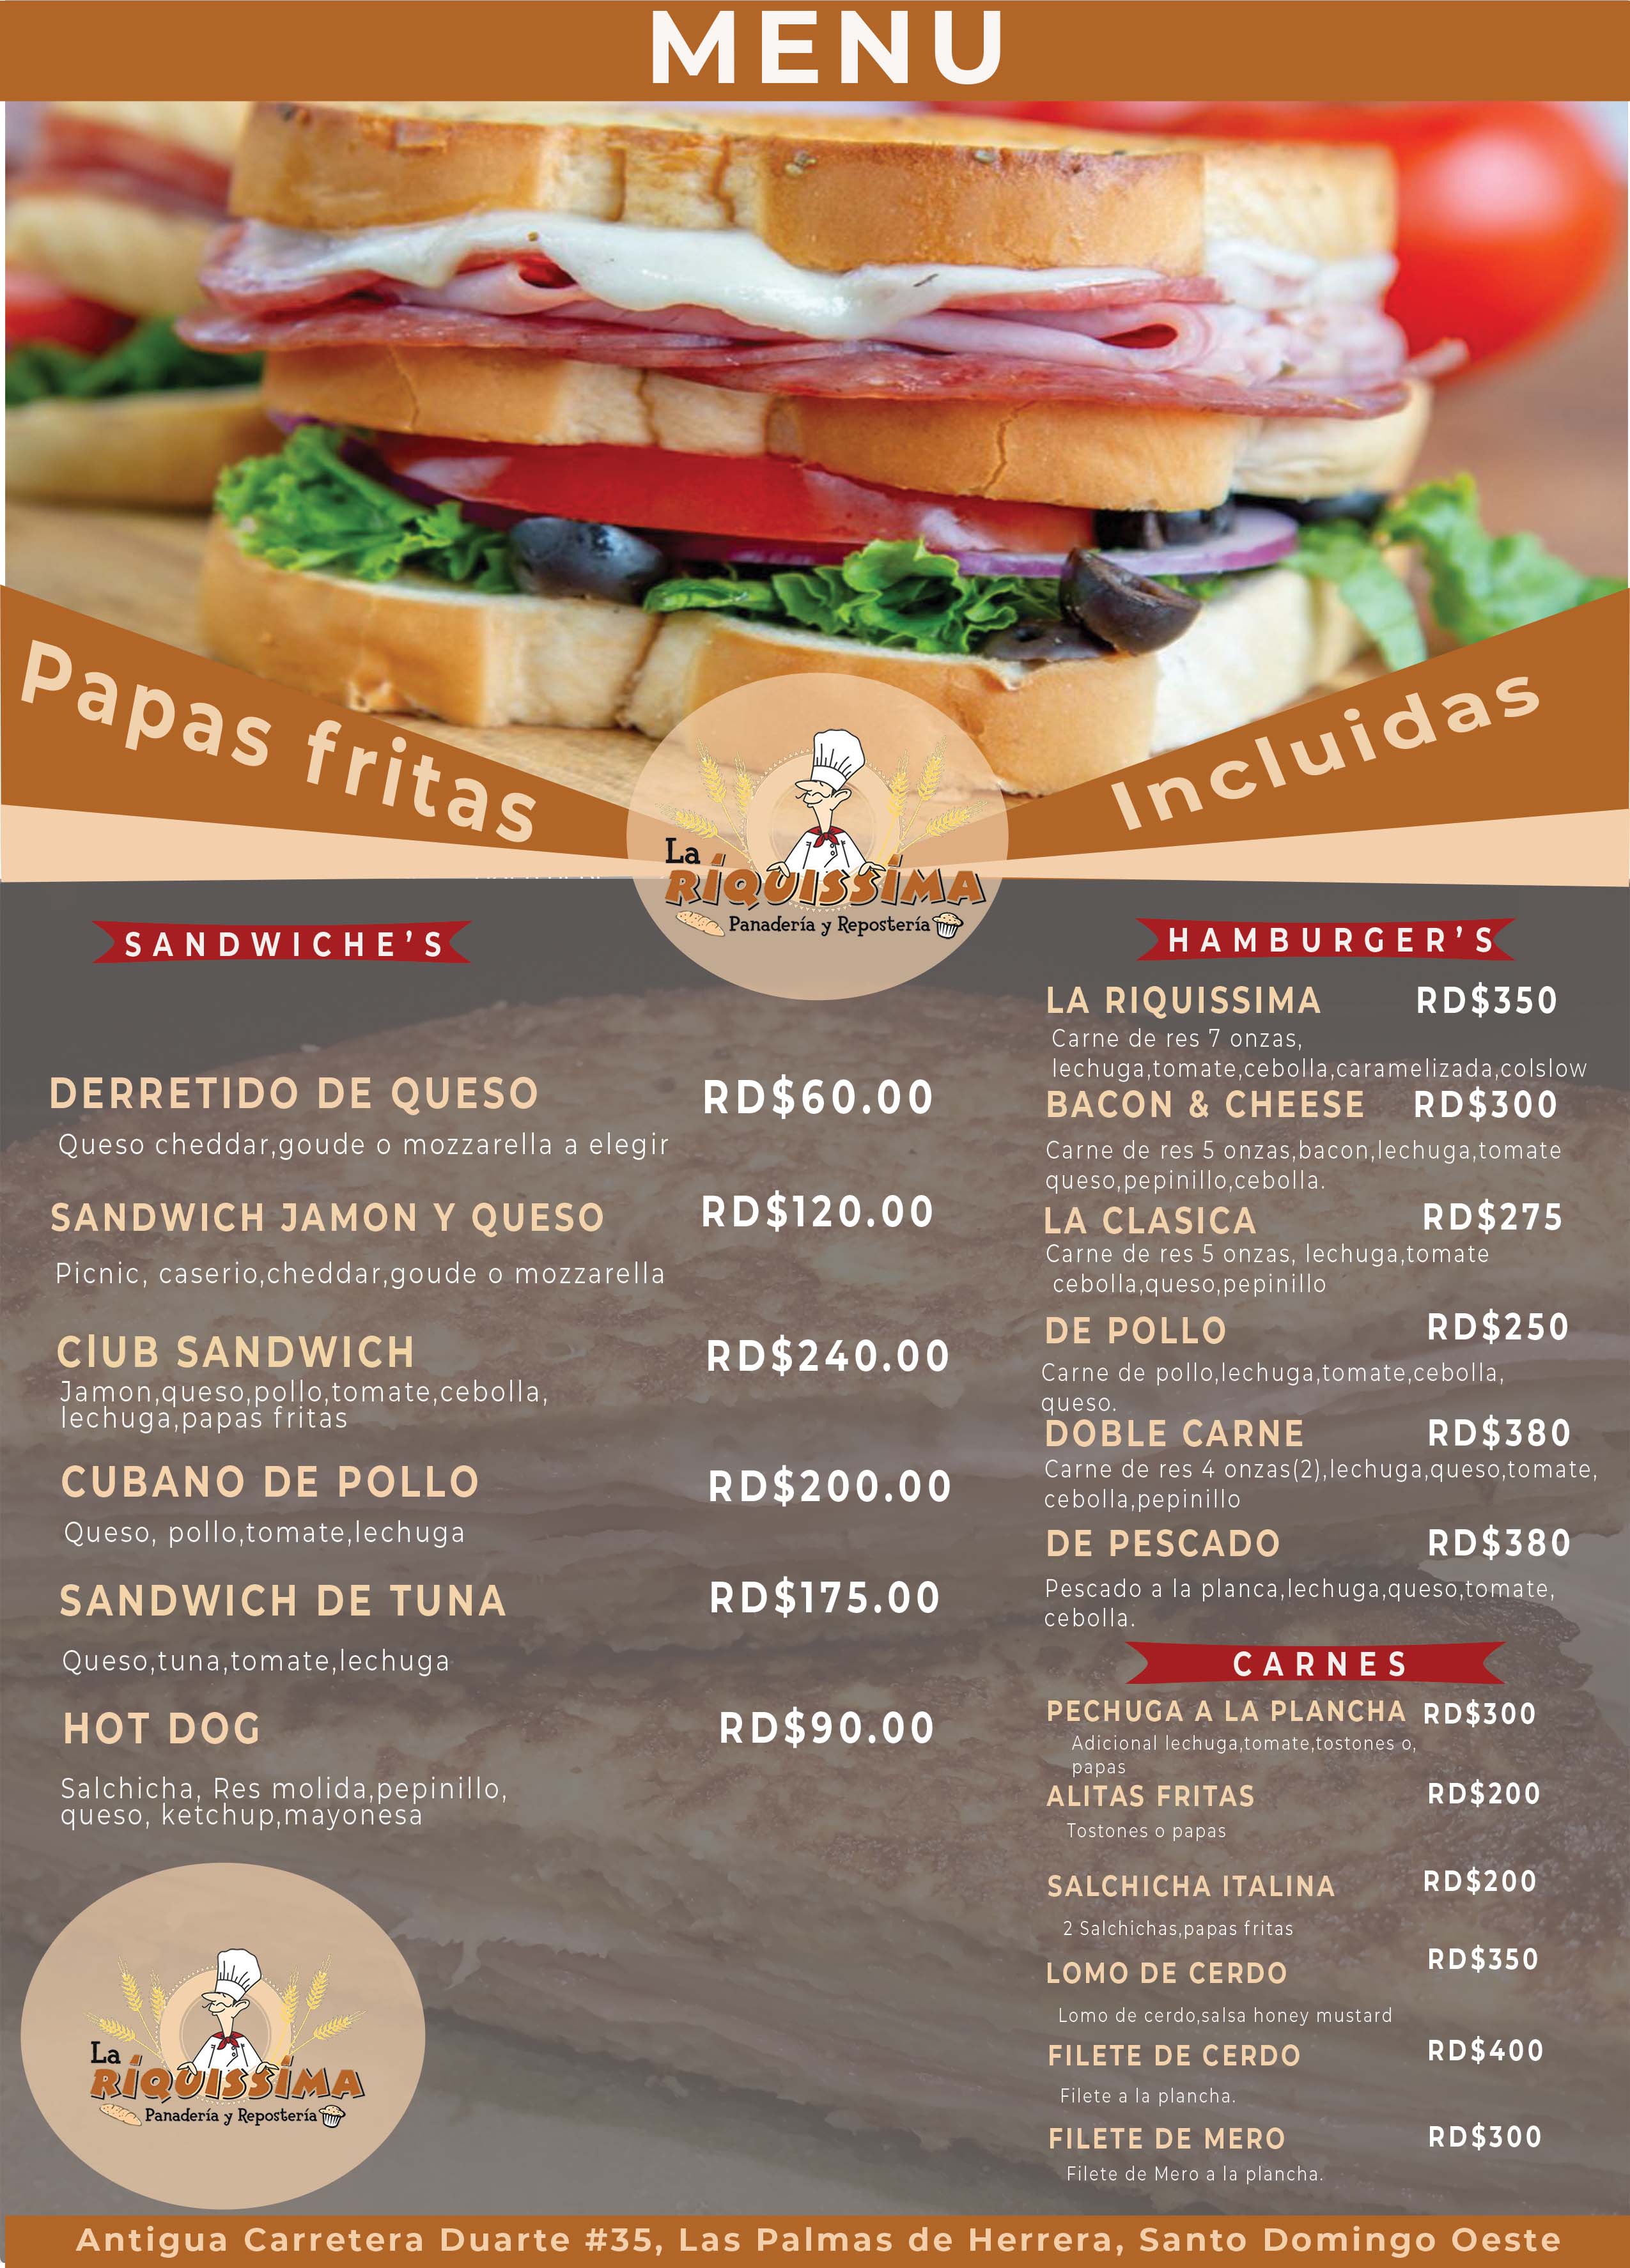 MENU
Papas fritas
Incluidas
La
RIQUISSIMA
Panadería y Repostería
SANDWICHE'S
DERRETIDO DE QUESO RD$60.00
Queso cheddar,goude o mozzarella a elegir
SANDWICH JAMON Y QUESO RD$120.00
Picnic, caserio,cheddar,goude o mozzarella
ClUB SANDWICH RD$240.00
Jamon,queso,pollo,tomate,cebolla,
lechuga,papas fritas
CUBANO DE POLLO RD$200.00
Queso, pollo,tomate,lechuga
SANDWICH DE TUNA RD$175.00
Queso,tuna,tomate,lechuga
HOT DOG RD$90.00
Salchicha, Res molida,pepinillo,
queso, ketchup,mayonesa
HAMBURGER'S
LA RIQUISSIMA RD$350
Carne de res 7 onzas,
lechuga,tomate,cebolla,caramelizada,colslow
BACON & CHEESE RD$300
Carne de res 5 onzas,bacon,lechuga,tomate
queso,pepinillo,cebolla.
LA CLASICA RD$275
Carne de res 5 onzas, lechuga,tomate
cebolla,queso,pepinillo
DE POLLO RD$250
Carne de pollo,lechuga,tomate,cebolla,
queso.
DOBLE CARNE RD$380
Carne de res 4 onzas(2),lechuga,queso,tomate,
cebolla,pepinillo
DE PESCADO RD$380
Pescado a la planca,lechuga,queso,tomate,
cebolla.
CARNES
PECHUGA A LA PLANCHA RD$300
Adicional lechuga,tomate,tostones o,
papas
ALITAS FRITAS RD$200
Tostones o papas
SALCHICHA ITALINA RD$200
2 Salchichas,papas fritas
LOMO DE CERDO RD$350
Lomo de cerdo,salsa honey mustard
FILETE DE CERDO RD$400
Filete a la plancha.
FILETE DE MERO RD$300
Filete de Mero a la plancha.
La
RIQUISSIMA
Panadería y Repostería
Antigua Carretera Duarte #35, Las Palmas de Herrera, Santo Domingo Oeste